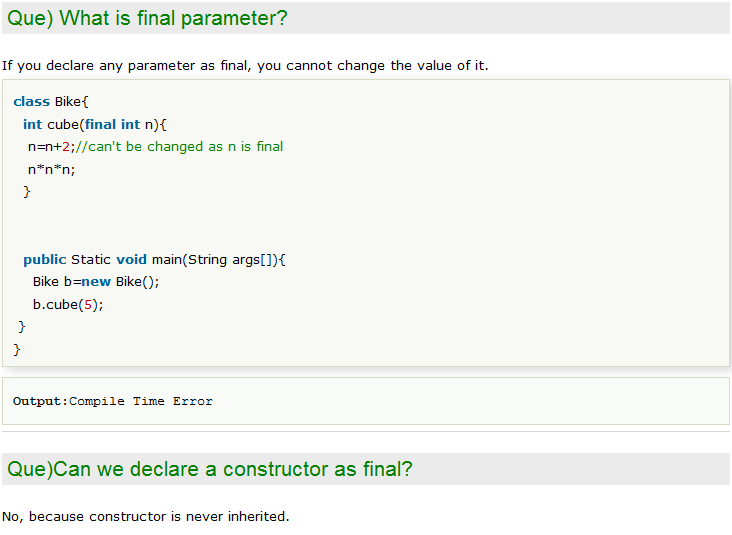 Que) What is final parameter?
If you declare any parameter as final, you cannot change the value of it.
class Bike{
int cube(final int n){
n=n+2;//can't be changed as n is final
n*n*n;
}
public Static void main(String args[]){
Bike b=new Bike();
b.cube(5);
}
}
Output:Compile Time Error
Que)Can we declare a constructor as final?
No, because constructor is never inherited.